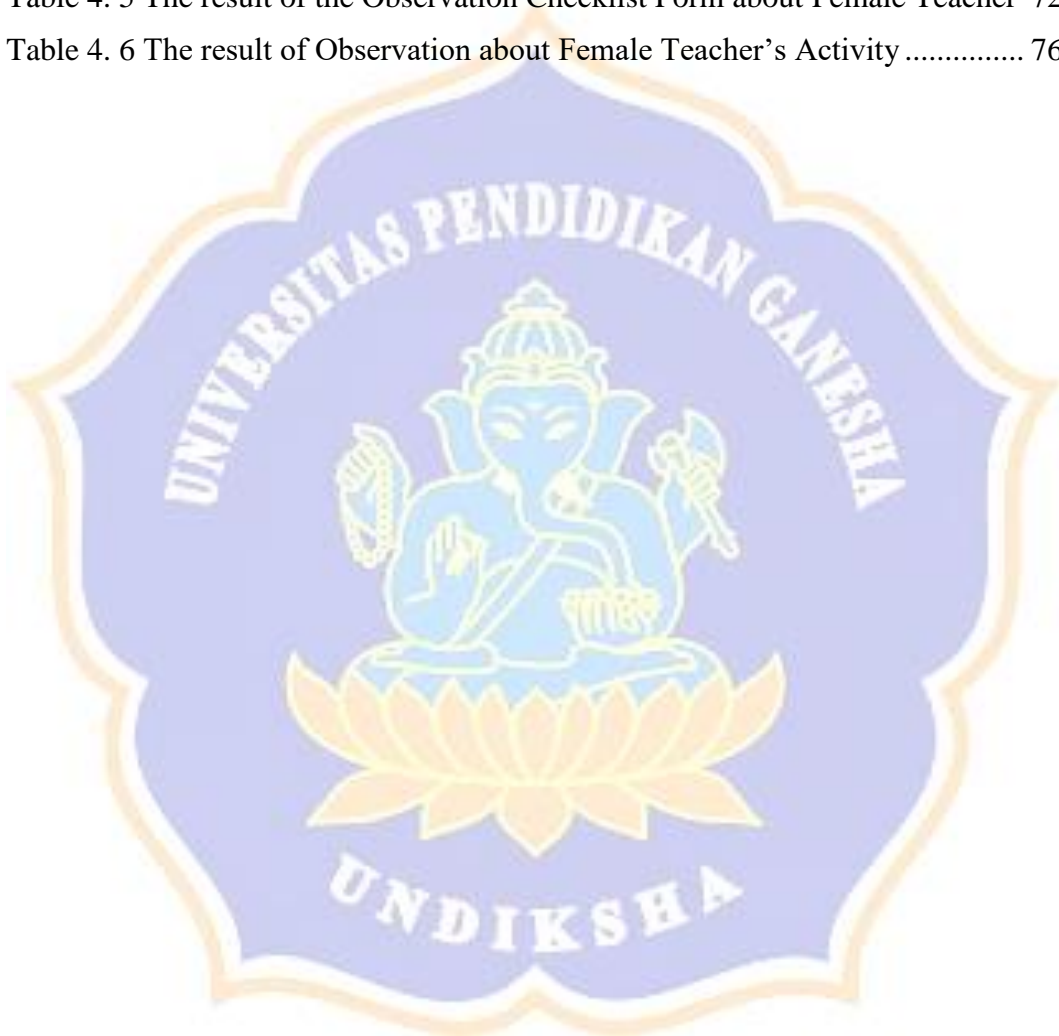 Table 4. 5 The result of the Observation Checklist Form about Female Teacher 72
Table 4. 6 The result of Observation about Female Teacher’s Activity ............... 76
UNIVERSITAS PENDIDIKAN GANESHA
UNDIKSHA